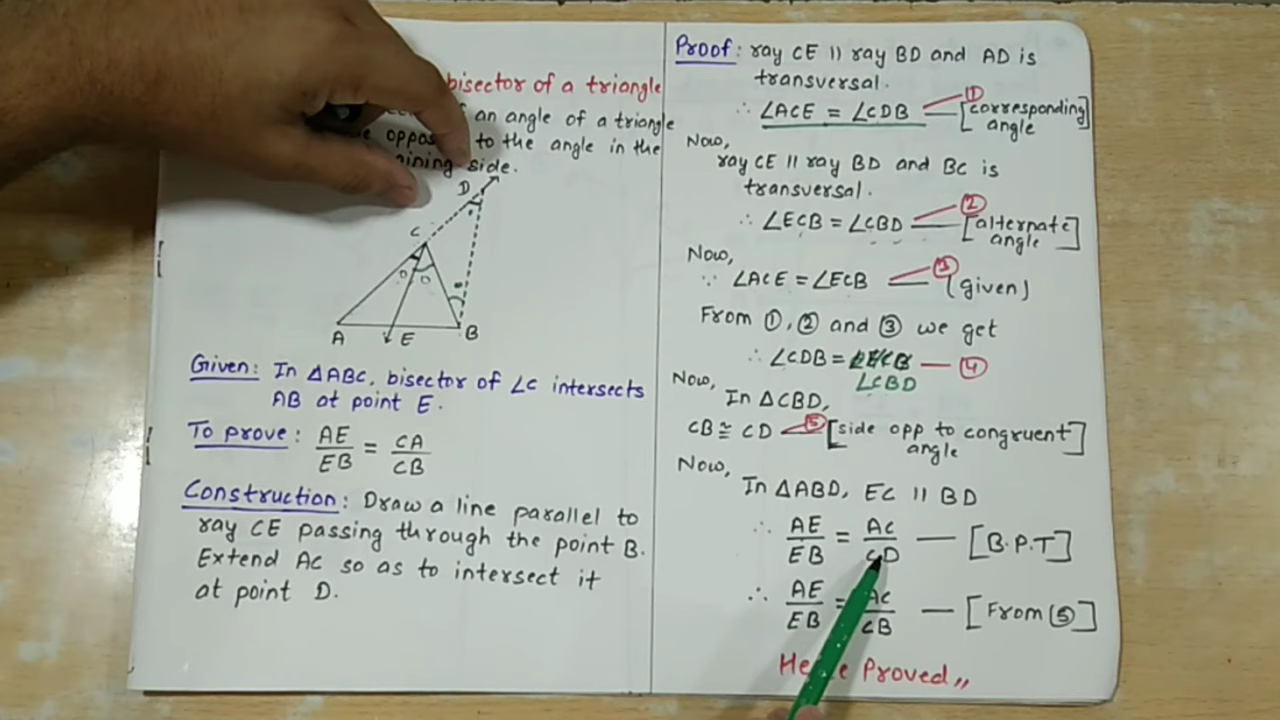 bisector of a triangle
an angle of a triangle
oppos to the angle in the
side.
D
C
A E B
Given: In ΔABC, bisector of ∠C intersects
AB at point E.
To prove: AE/EB = CA/CB
Construction: Draw a line parallel to
ray CE passing through the point B.
Extend AC so as to intersect it
at point D.
Proof: ray CE || ray BD and AD is
transversal.
∴ ∠ACE = ∠CDB — ① [corresponding
angle]
Now,
ray CE || ray BD and BC is
transversal.
∴ ∠ECB = ∠CBD — ② [alternate
angle]
Now,
∵ ∠ACE = ∠ECB — ③ (given)
From ①, ② and ③ we get
∴ ∠CDB = — ④
∠CBD
Now,
In ΔCBD,
CB ≅ CD — ⑤ [side opp to congruent
angle]
Now,
In ΔABD, EC || BD
∴ AE/EB = AC/CD — [B.P.T]
∴ AE/EB = AC/CB — [From ⑤]
Proved,,